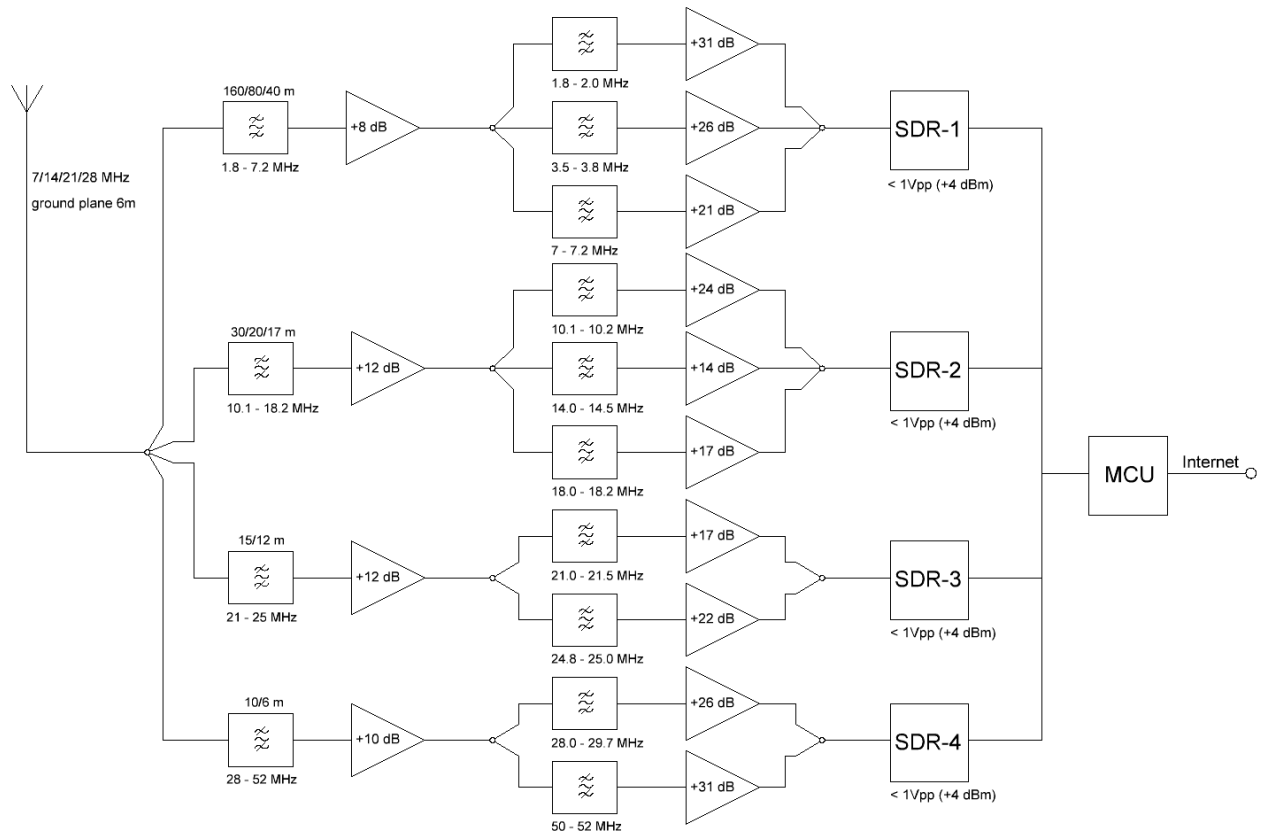 +31 dB
1.8 - 2.0 MHz
160/80/40 m
+8 dB
1.8 - 7.2 MHz
+26 dB
3.5 - 3.8 MHz
SDR-1
< 1Vpp (+4 dBm)
7/14/21/28 MHz
ground plane 6m
+21 dB
7 - 7.2 MHz
+24 dB
10.1 - 10.2 MHz
30/20/17 m
+12 dB
10.1 - 18.2 MHz
+14 dB
14.0 - 14.5 MHz
SDR-2
< 1Vpp (+4 dBm)
+17 dB
18.0 - 18.2 MHz
MCU
Internet
+17 dB
21.0 - 21.5 MHz
15/12 m
+12 dB
21 - 25 MHz
SDR-3
< 1Vpp (+4 dBm)
+22 dB
24.8 - 25.0 MHz
+26 dB
28.0 - 29.7 MHz
10/6 m
+10 dB
28 - 52 MHz
SDR-4
< 1Vpp (+4 dBm)
+31 dB
50 - 52 MHz